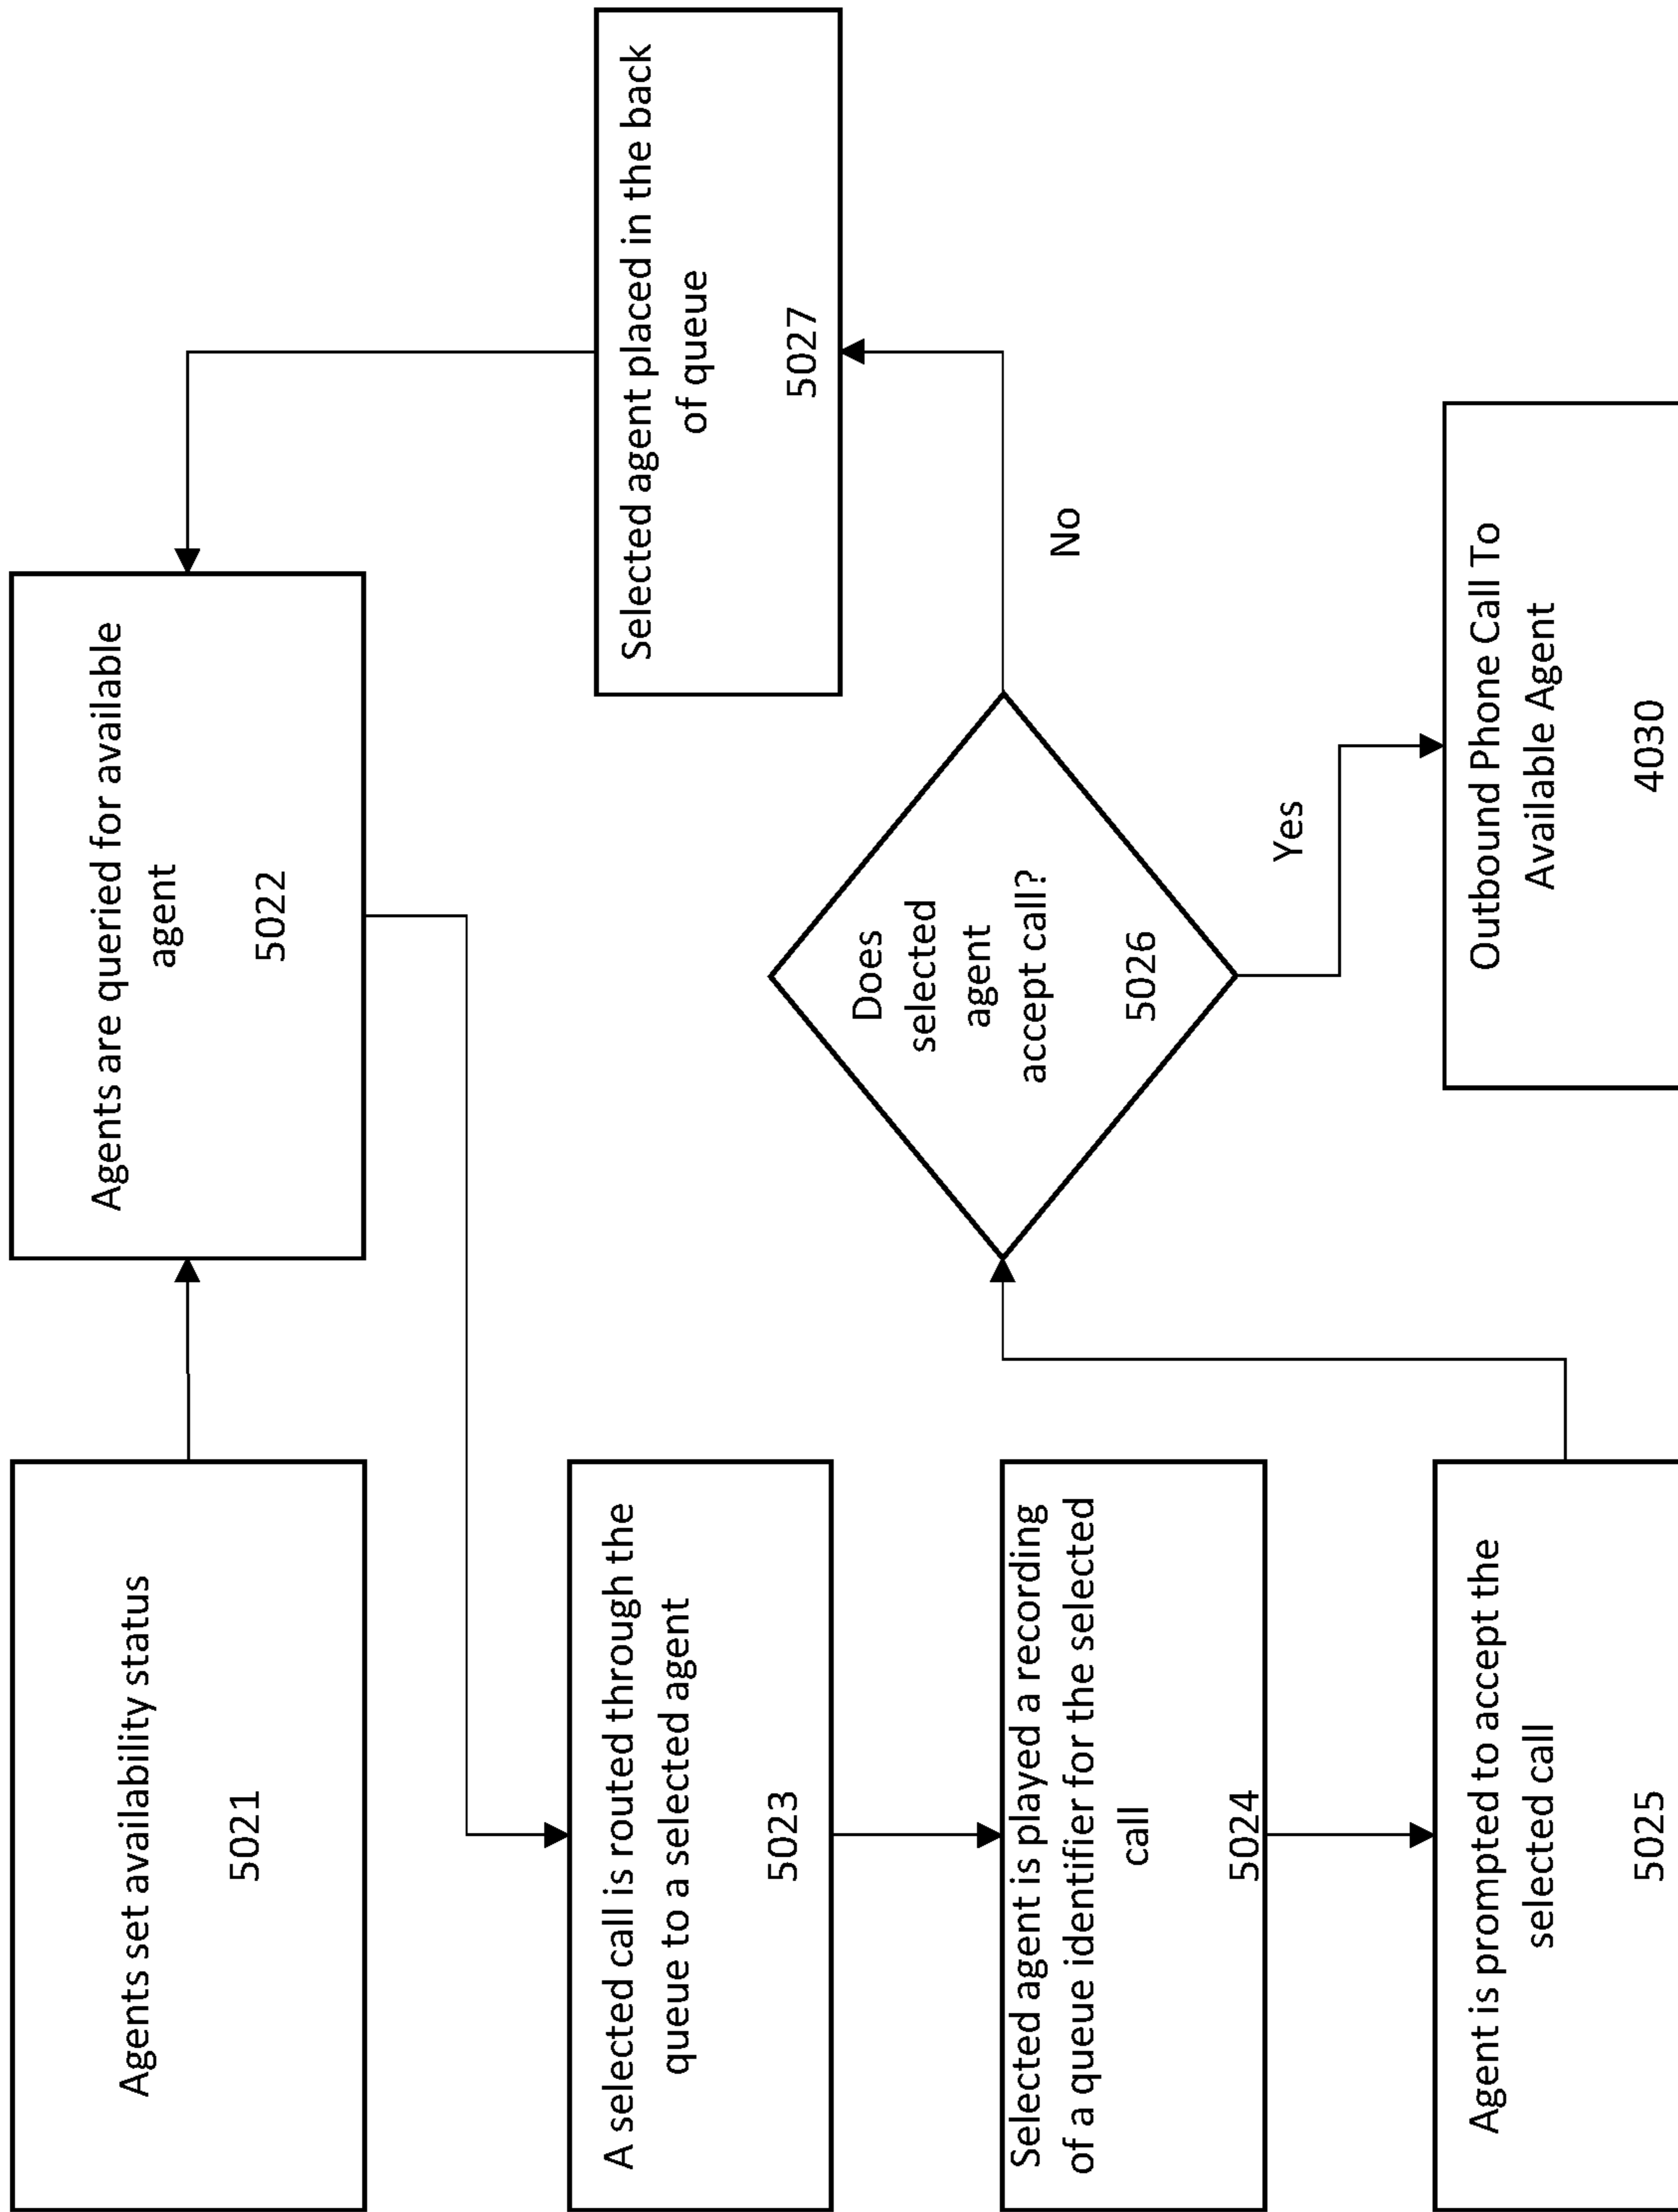 Agents set availability status
5021
Agents are queried for available
agent
5022
A selected call is routed through the
queue to a selected agent
5023
Selected agent is played a recording
of a queue identifier for the selected
call
5024
Agent is prompted to accept the
selected call
5025
Does
selected
agent
accept call?
5026
No
Selected agent placed in the back
of queue
5027
Yes
Outbound Phone Call To
Available Agent
4030